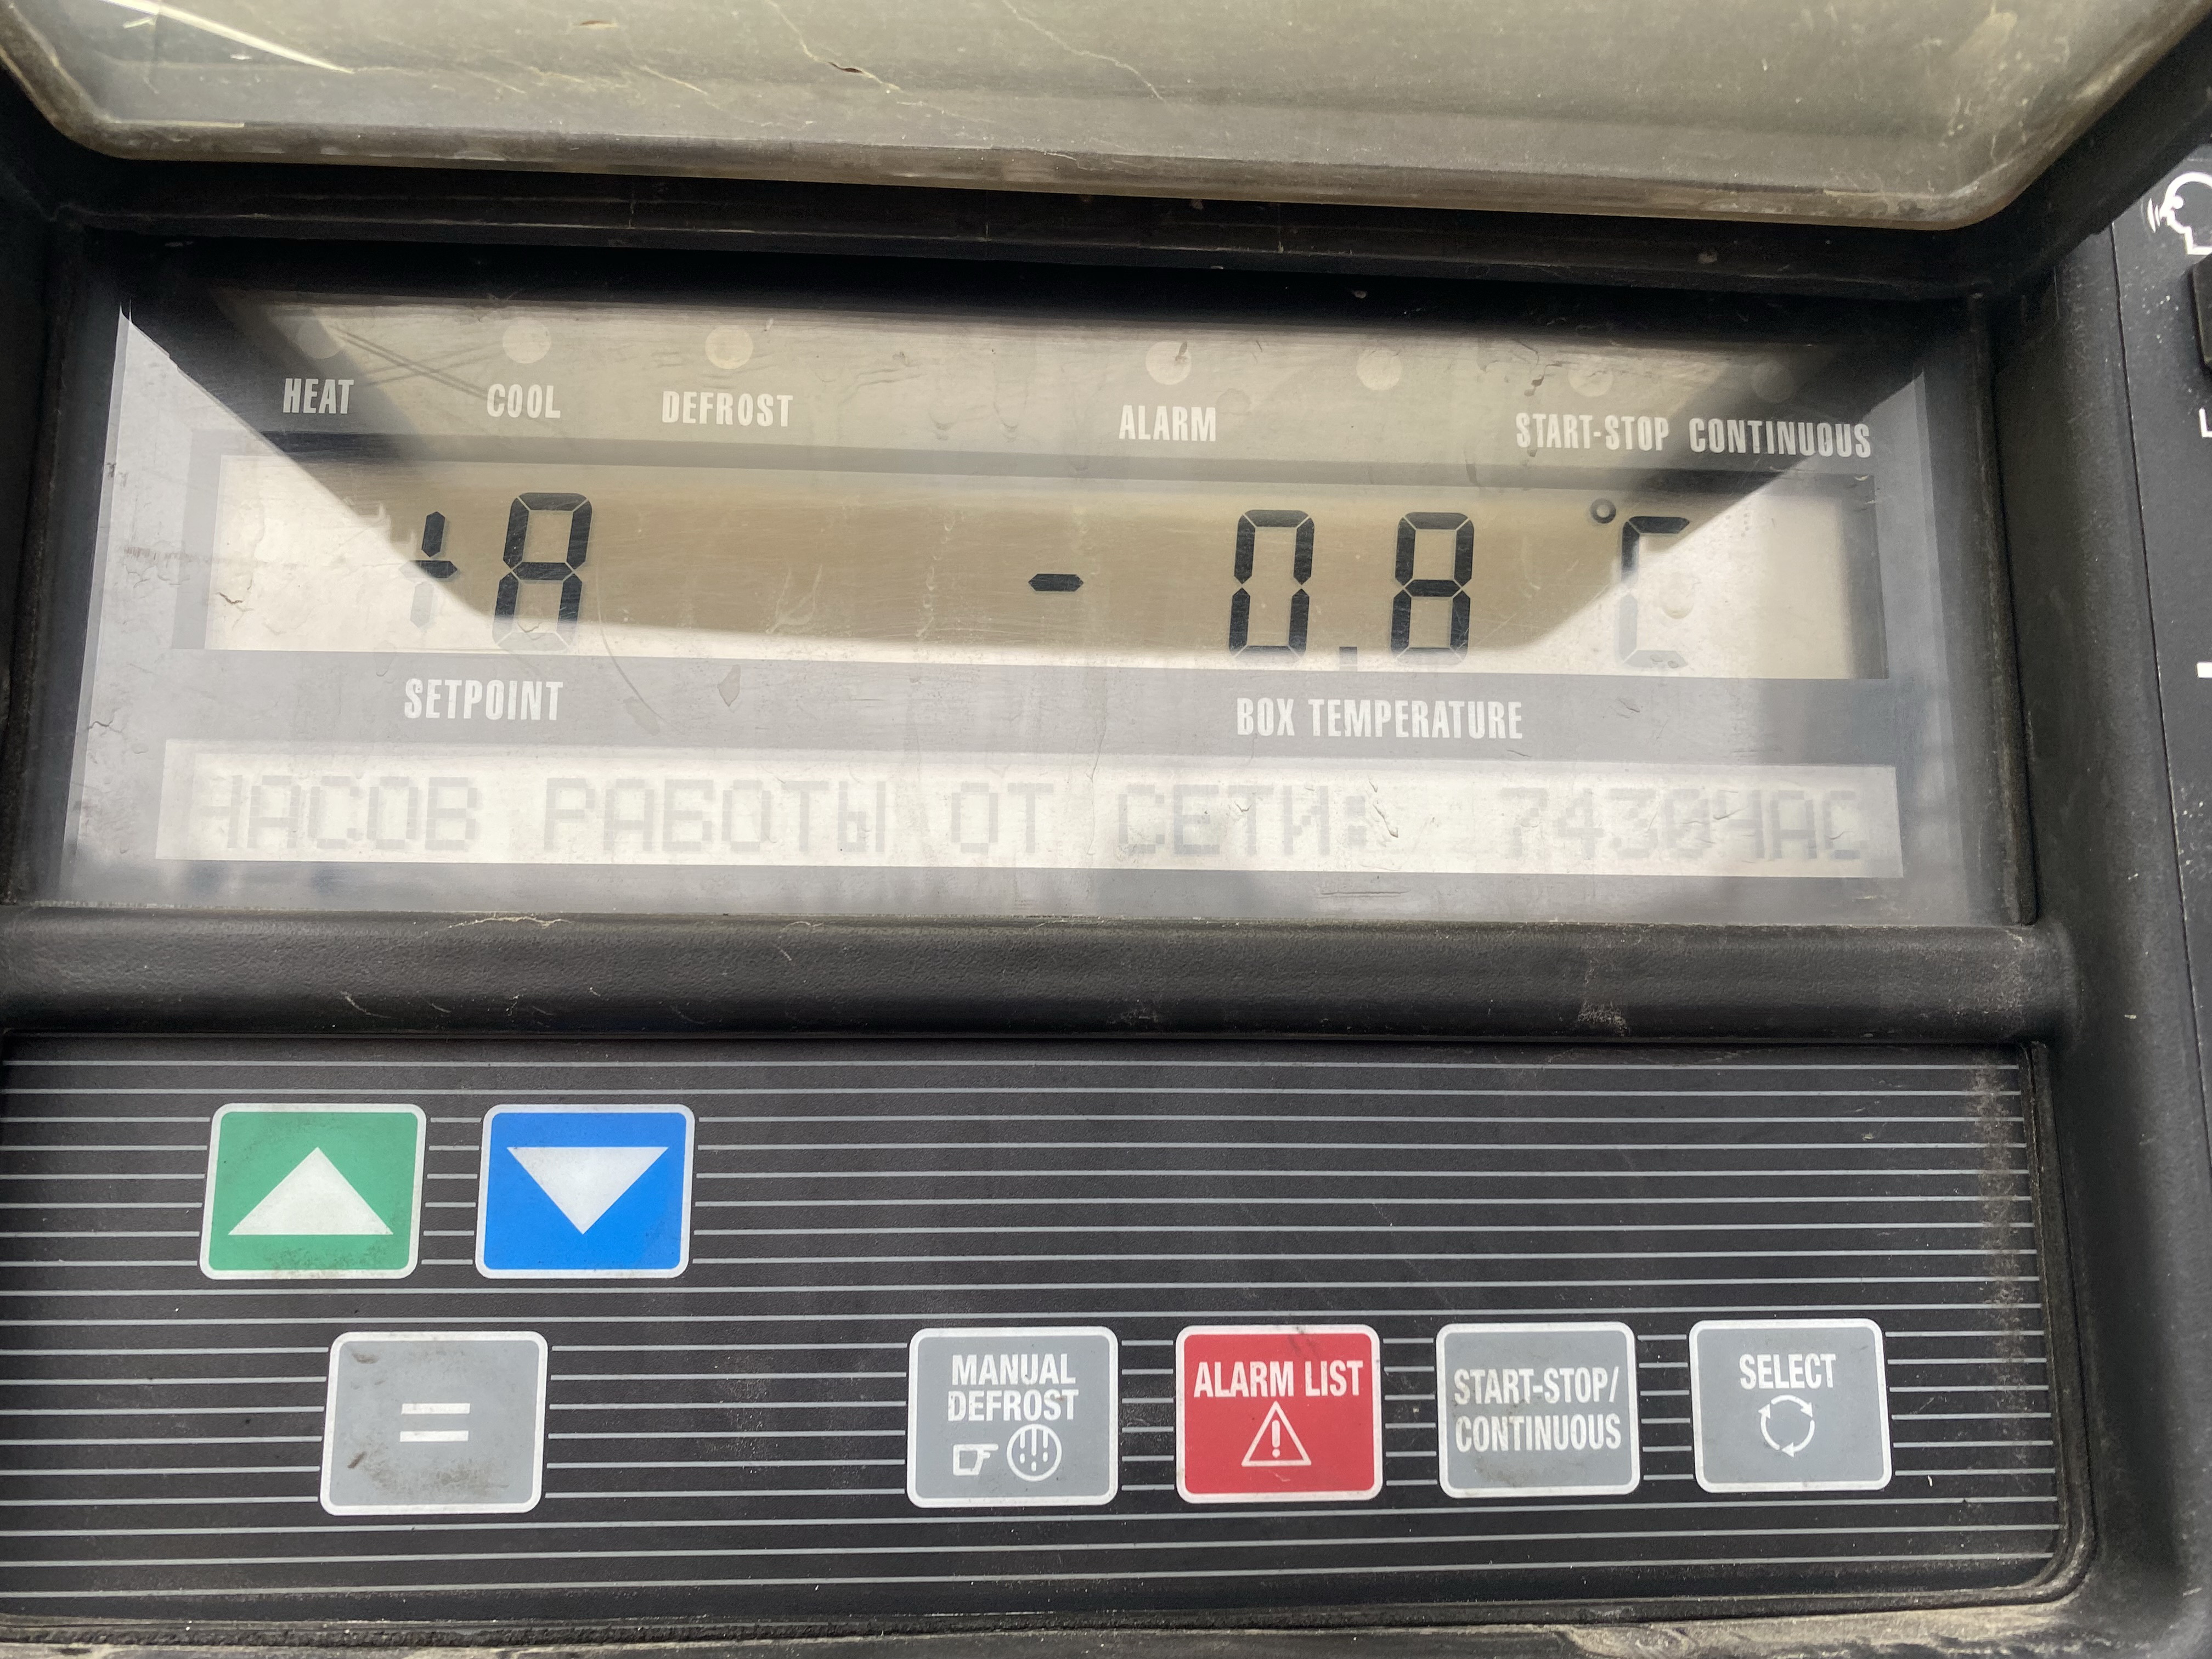 HEAT COOL DEFROST ALARM START-STOP CONTINUOUS
+8 -0.8 °C
SETPOINT BOX TEMPERATURE
ЧАСОВ РАБОТЫ ОТ СЕТИ: 7430ЧАС
MANUAL DEFROST
ALARM LIST
START-STOP/
CONTINUOUS
SELECT
=